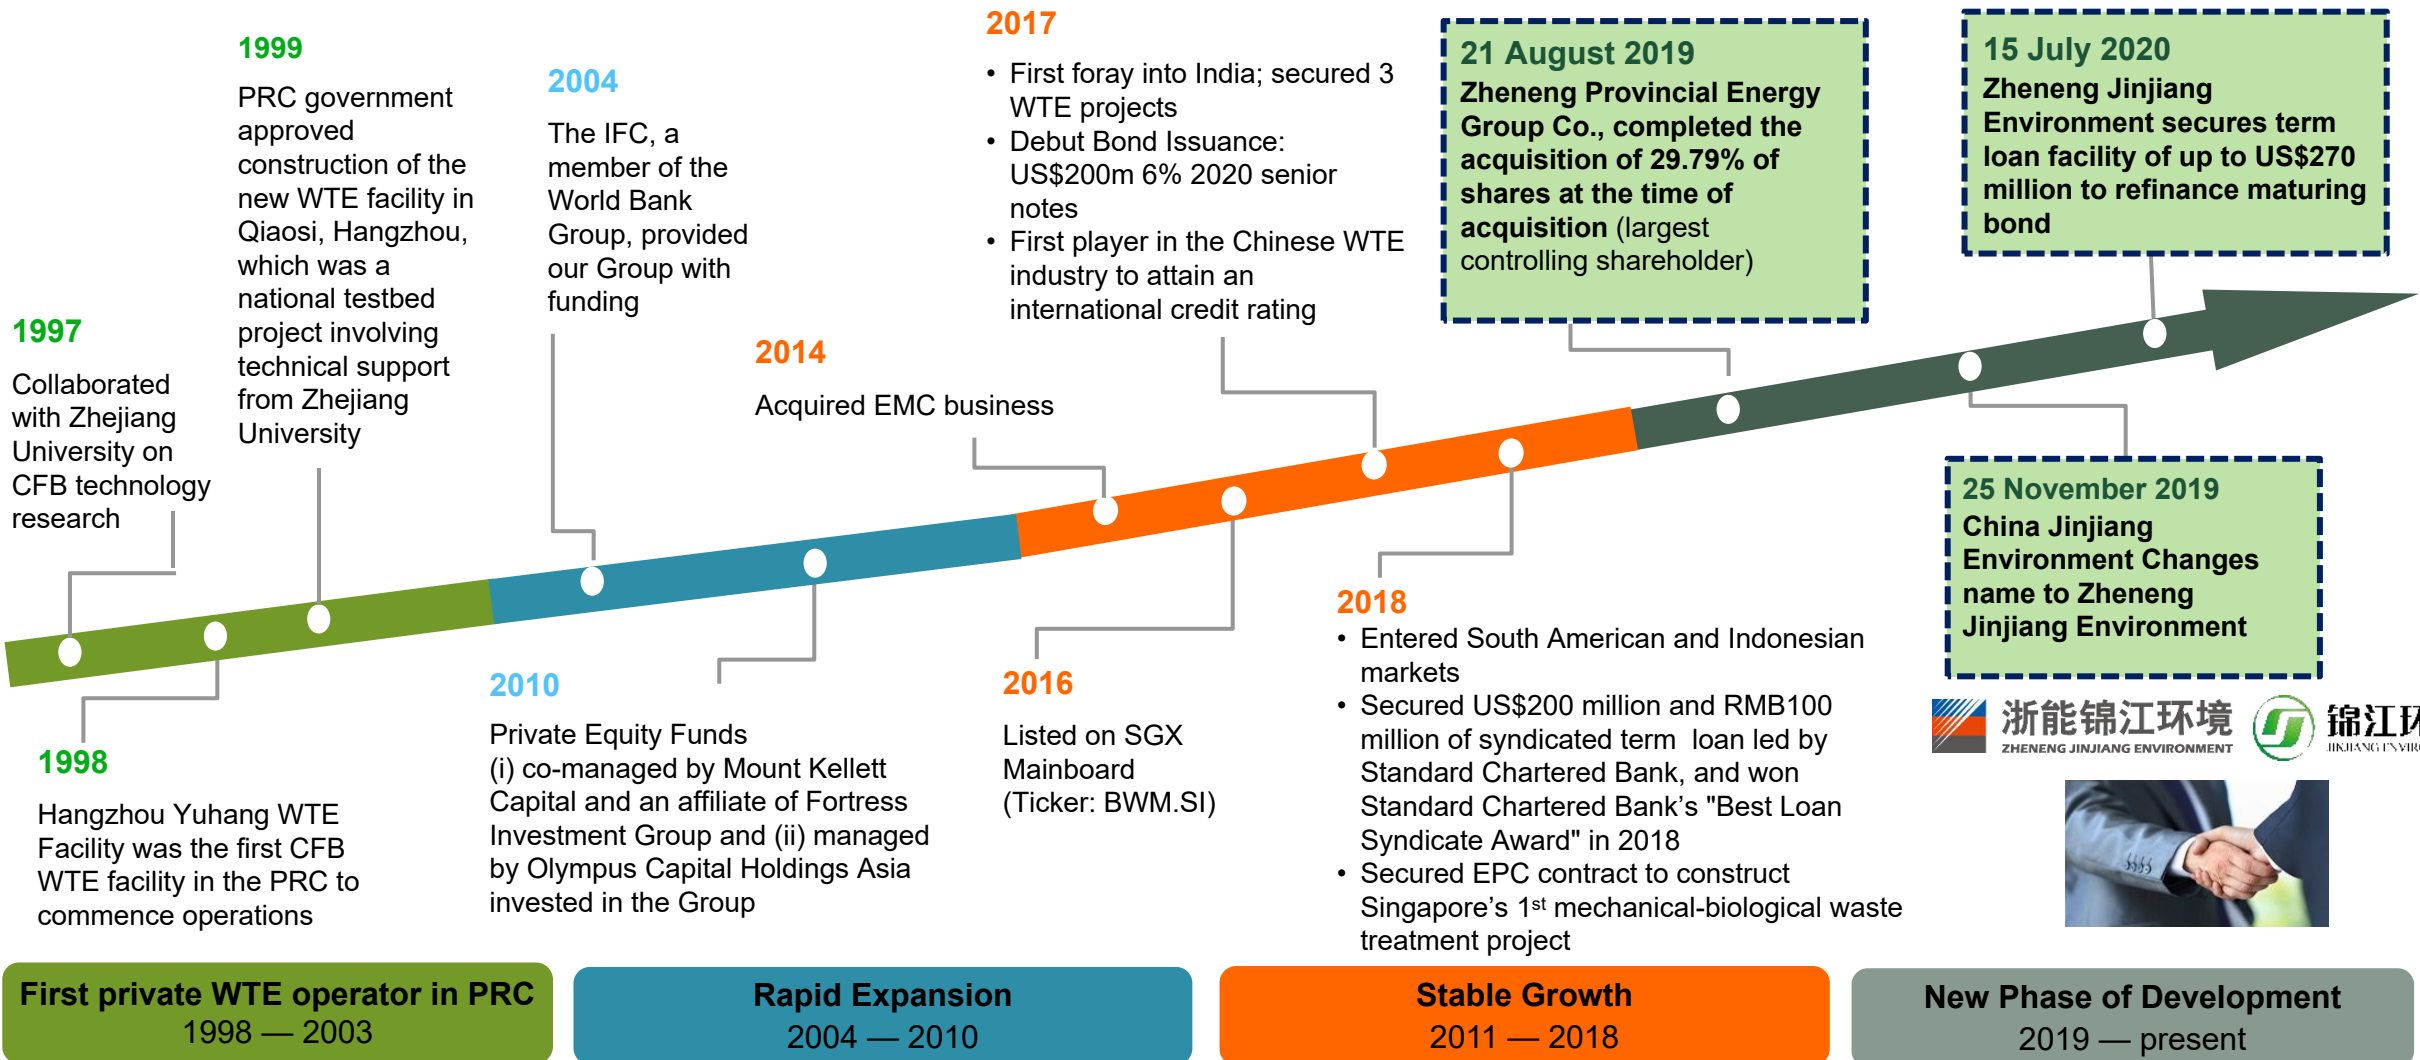 1997
Collaborated
with Zhejiang
University on
CFB technology
research
1998
Hangzhou Yuhang WTE
Facility was the first CFB
WTE facility in the PRC to
commence operations
1999
PRC government
approved
construction of the
new WTE facility in
Qiaosi, Hangzhou,
which was a
national testbed
project involving
technical support
from Zhejiang
University
2004
The IFC, a
member of the
World Bank
Group, provided
our Group with
funding
2010
Private Equity Funds
(i) co-managed by Mount Kellett
Capital and an affiliate of Fortress
Investment Group and (ii) managed
by Olympus Capital Holdings Asia
invested in the Group
2014
Acquired EMC business
2016
Listed on SGX
Mainboard
(Ticker: BWM.SI)
2017
• First foray into India; secured 3
WTE projects
• Debut Bond Issuance:
US$200m 6% 2020 senior
notes
• First player in the Chinese WTE
industry to attain an
international credit rating
2018
• Entered South American and Indonesian
markets
• Secured US$200 million and RMB100
million of syndicated term loan led by
Standard Chartered Bank, and won
Standard Chartered Bank’s "Best Loan
Syndicate Award" in 2018
• Secured EPC contract to construct
Singapore’s 1st mechanical-biological waste
treatment project
21 August 2019
Zheneng Provincial Energy
Group Co., completed the
acquisition of 29.79% of
shares at the time of
acquisition (largest
controlling shareholder)
25 November 2019
China Jinjiang
Environment Changes
name to Zheneng
Jinjiang Environment
15 July 2020
Zheneng Jinjiang
Environment secures term
loan facility of up to US$270
million to refinance maturing
bond
浙能锦江环境
ZHENENG JINJIANG ENVIRONMENT
锦江
JINJIANG
First private WTE operator in PRC
1998 — 2003
Rapid Expansion
2004 — 2010
Stable Growth
2011 — 2018
New Phase of Development
2019 — present